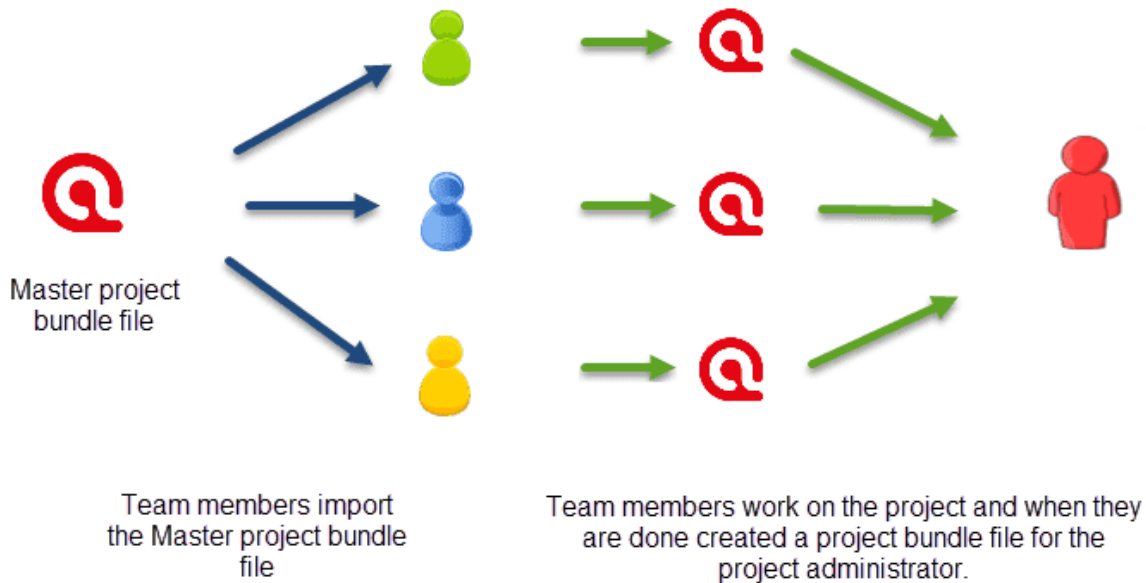 Master project
bundle file
Team members import
the Master project bundle
file
Team members work on the project and when they
are done created a project bundle file for the
project administrator.